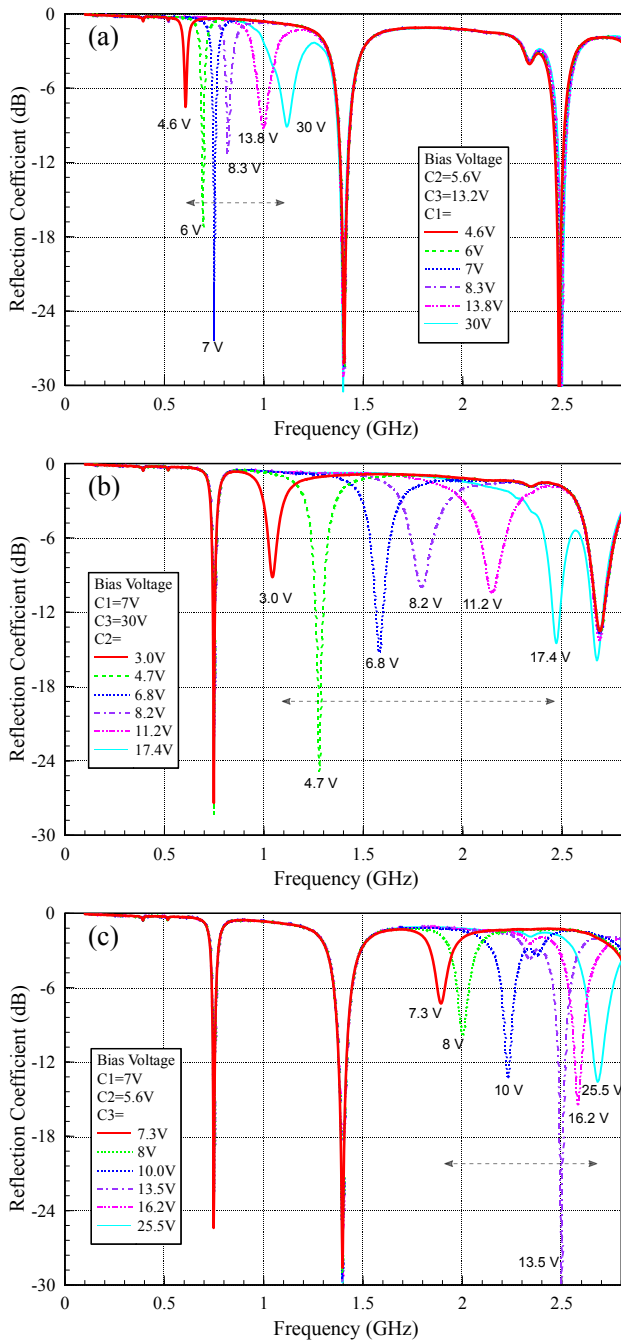 (a)
Reflection Coefficient (dB)
0
-6
-12
-18
-24
-30
4.6 V
13.8 V
30 V
8.3 V
6 V
7 V
Bias Voltage
C2=5.6V
C3=13.2V
C1=
4.6V
6V
7V
8.3V
13.8V
30V
0 0.5 1 1.5 2 2.5
Frequency (GHz)
(b)
Reflection Coefficient (dB)
0
-6
-12
-18
-24
-30
3.0 V
8.2 V
11.2 V
6.8 V
17.4 V
4.7 V
Bias Voltage
C1=7V
C3=30V
C2=
3.0V
4.7V
6.8V
8.2V
11.2V
17.4V
0 0.5 1 1.5 2 2.5
Frequency (GHz)
(c)
Reflection Coefficient (dB)
0
-6
-12
-18
-24
-30
7.3 V
8 V
10 V
25.5 V
16.2 V
13.5 V
Bias Voltage
C1=7V
C2=5.6V
C3=
7.3V
8V
10.0V
13.5V
16.2V
25.5V
0 0.5 1 1.5 2 2.5
Frequency (GHz)